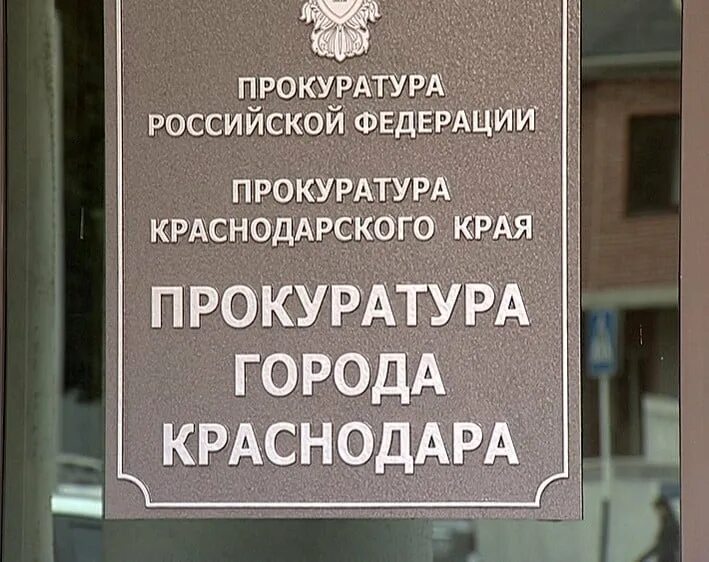 ПРОКУРАТУРА
РОССИЙСКОЙ ФЕДЕРАЦИИ
ПРОКУРАТУРА
КРАСНОДАРСКОГО КРАЯ
ПРОКУРАТУРА
ГОРОДА
КРАСНОДАРА